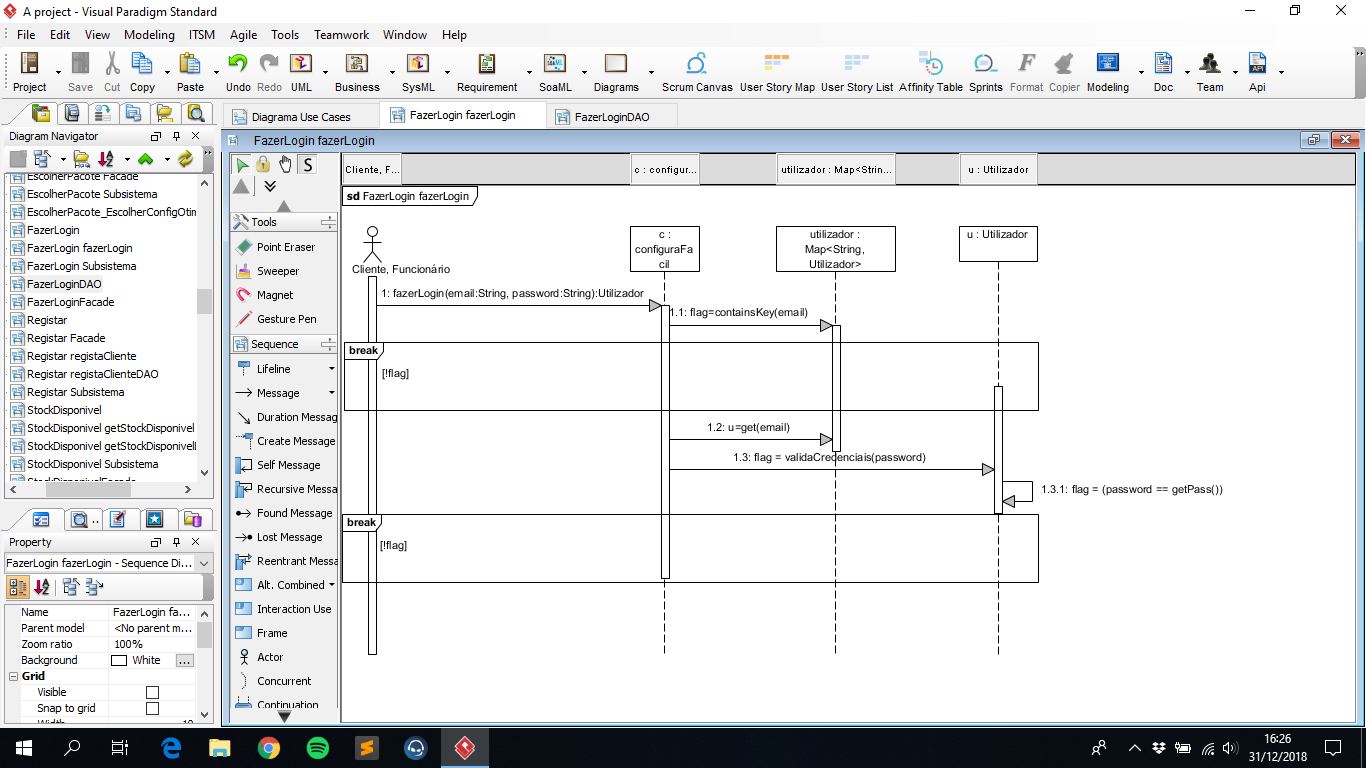 A project - Visual Paradigm Standard
File Edit View Modeling ITSM Agile Tools Teamwork Window Help
Project Save Cut Copy Paste Undo Redo UML Business SysML Requirement SoaML Diagrams Scrum Canvas User Story Map User Story List Affinity Table Sprints Format Copier Modeling Doc Team Api
Diagrama Use Cases
FazerLogin fazerLogin
FazerLoginDAO
Diagram Navigator
EscolherPacote Facade
EscolherPacote Subsistema
EscolherPacote_EscolherConfigOtin
FazerLogin
FazerLogin fazerLogin
FazerLogin Subsistema
FazerLoginDAO
FazerLoginFacade
Registar
Registar Facade
Registar registaCliente
Registar registaClienteDAO
Registar Subsistema
StockDisponivel
StockDisponivel getStockDisponivel
StockDisponivel getStockDisponivel
StockDisponivel Subsistema
StockDisponivelFacade
Property
FazerLogin fazerLogin - Sequence Di...
Name FazerLogin fa...
Parent model <No parent m...
Zoom ratio 100%
Background White ...
Grid
Visible
Snap to grid
Width 10
FazerLogin fazerLogin
S
Tools
Point Eraser
Sweeper
Magnet
Gesture Pen
Sequence
Lifeline
Message
Duration Messag
Create Message
Self Message
Recursive Messa
Found Message
Lost Message
Reentrant Messa
Alt. Combined
Interaction Use
Frame
Actor
Concurrent
Continuation
Cliente, F... c : configur... utilizador : Map<Strin... u : Utilizador
sd FazerLogin fazerLogin
Cliente, Funcionário
c :
configuraFa
cil
utilizador :
Map<String,
Utilizador>
u : Utilizador
1: fazerLogin(email:String, password:String):Utilizador
1.1: flag=containsKey(email)
break
[!flag]
1.2: u=get(email)
1.3: flag = validaCredenciais(password)
1.3.1: flag = (password == getPass())
break
[!flag]
16:26
31/12/2018